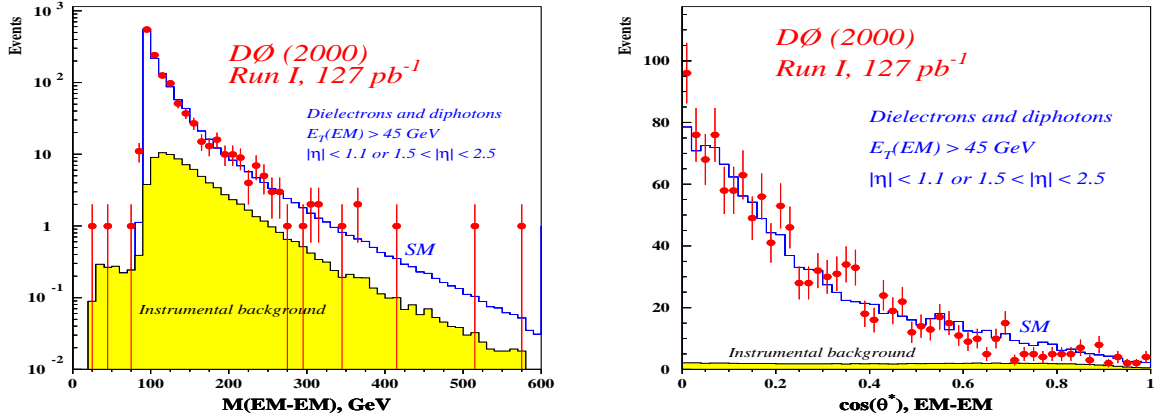 Events
10³
10²
10
1
10⁻¹
10⁻²
0 100 200 300 400 500 600
M(EM-EM), GeV
DØ (2000)
Run I, 127 pb⁻¹
Dielectrons and diphotons
E_T(EM) > 45 GeV
|η| < 1.1 or 1.5 < |η| < 2.5
SM
Instrumental background
Events
100
80
60
40
20
0
0 0.2 0.4 0.6 0.8 1
cos(θ*), EM-EM
DØ (2000)
Run I, 127 pb⁻¹
Dielectrons and diphotons
E_T(EM) > 45 GeV
|η| < 1.1 or 1.5 < |η| < 2.5
SM
Instrumental background